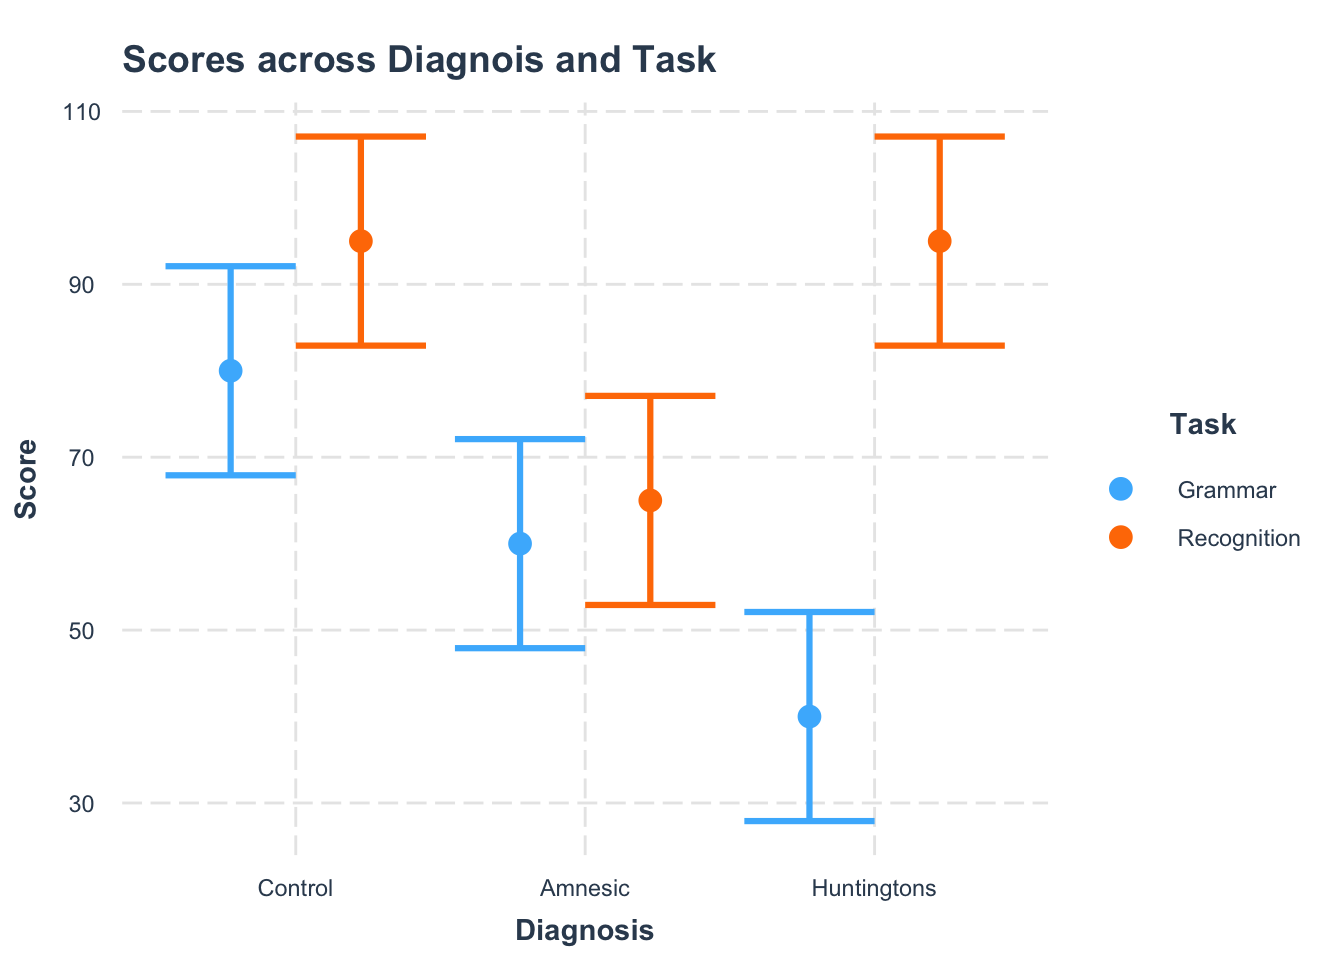 Scores across Diagnois and Task
110
90
70
50
30
Score
Control Amnesic Huntingtons
Diagnosis
Task
Grammar
Recognition